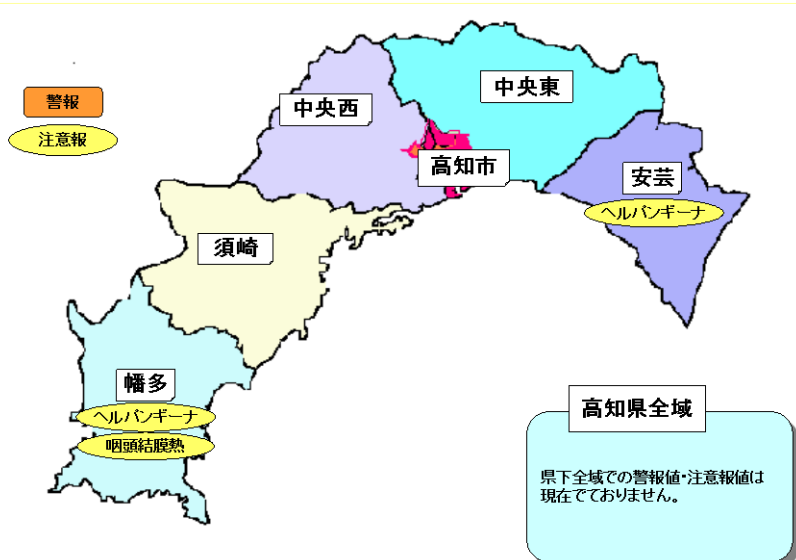 警報
注意報
中央西
中央東
高知市
安芸
ヘルパンギーナ
須崎
幡多
ヘルパンギーナ
咽頭結膜熱
高知県全域
県下全域での警報値・注意報値は
現在でておりません。